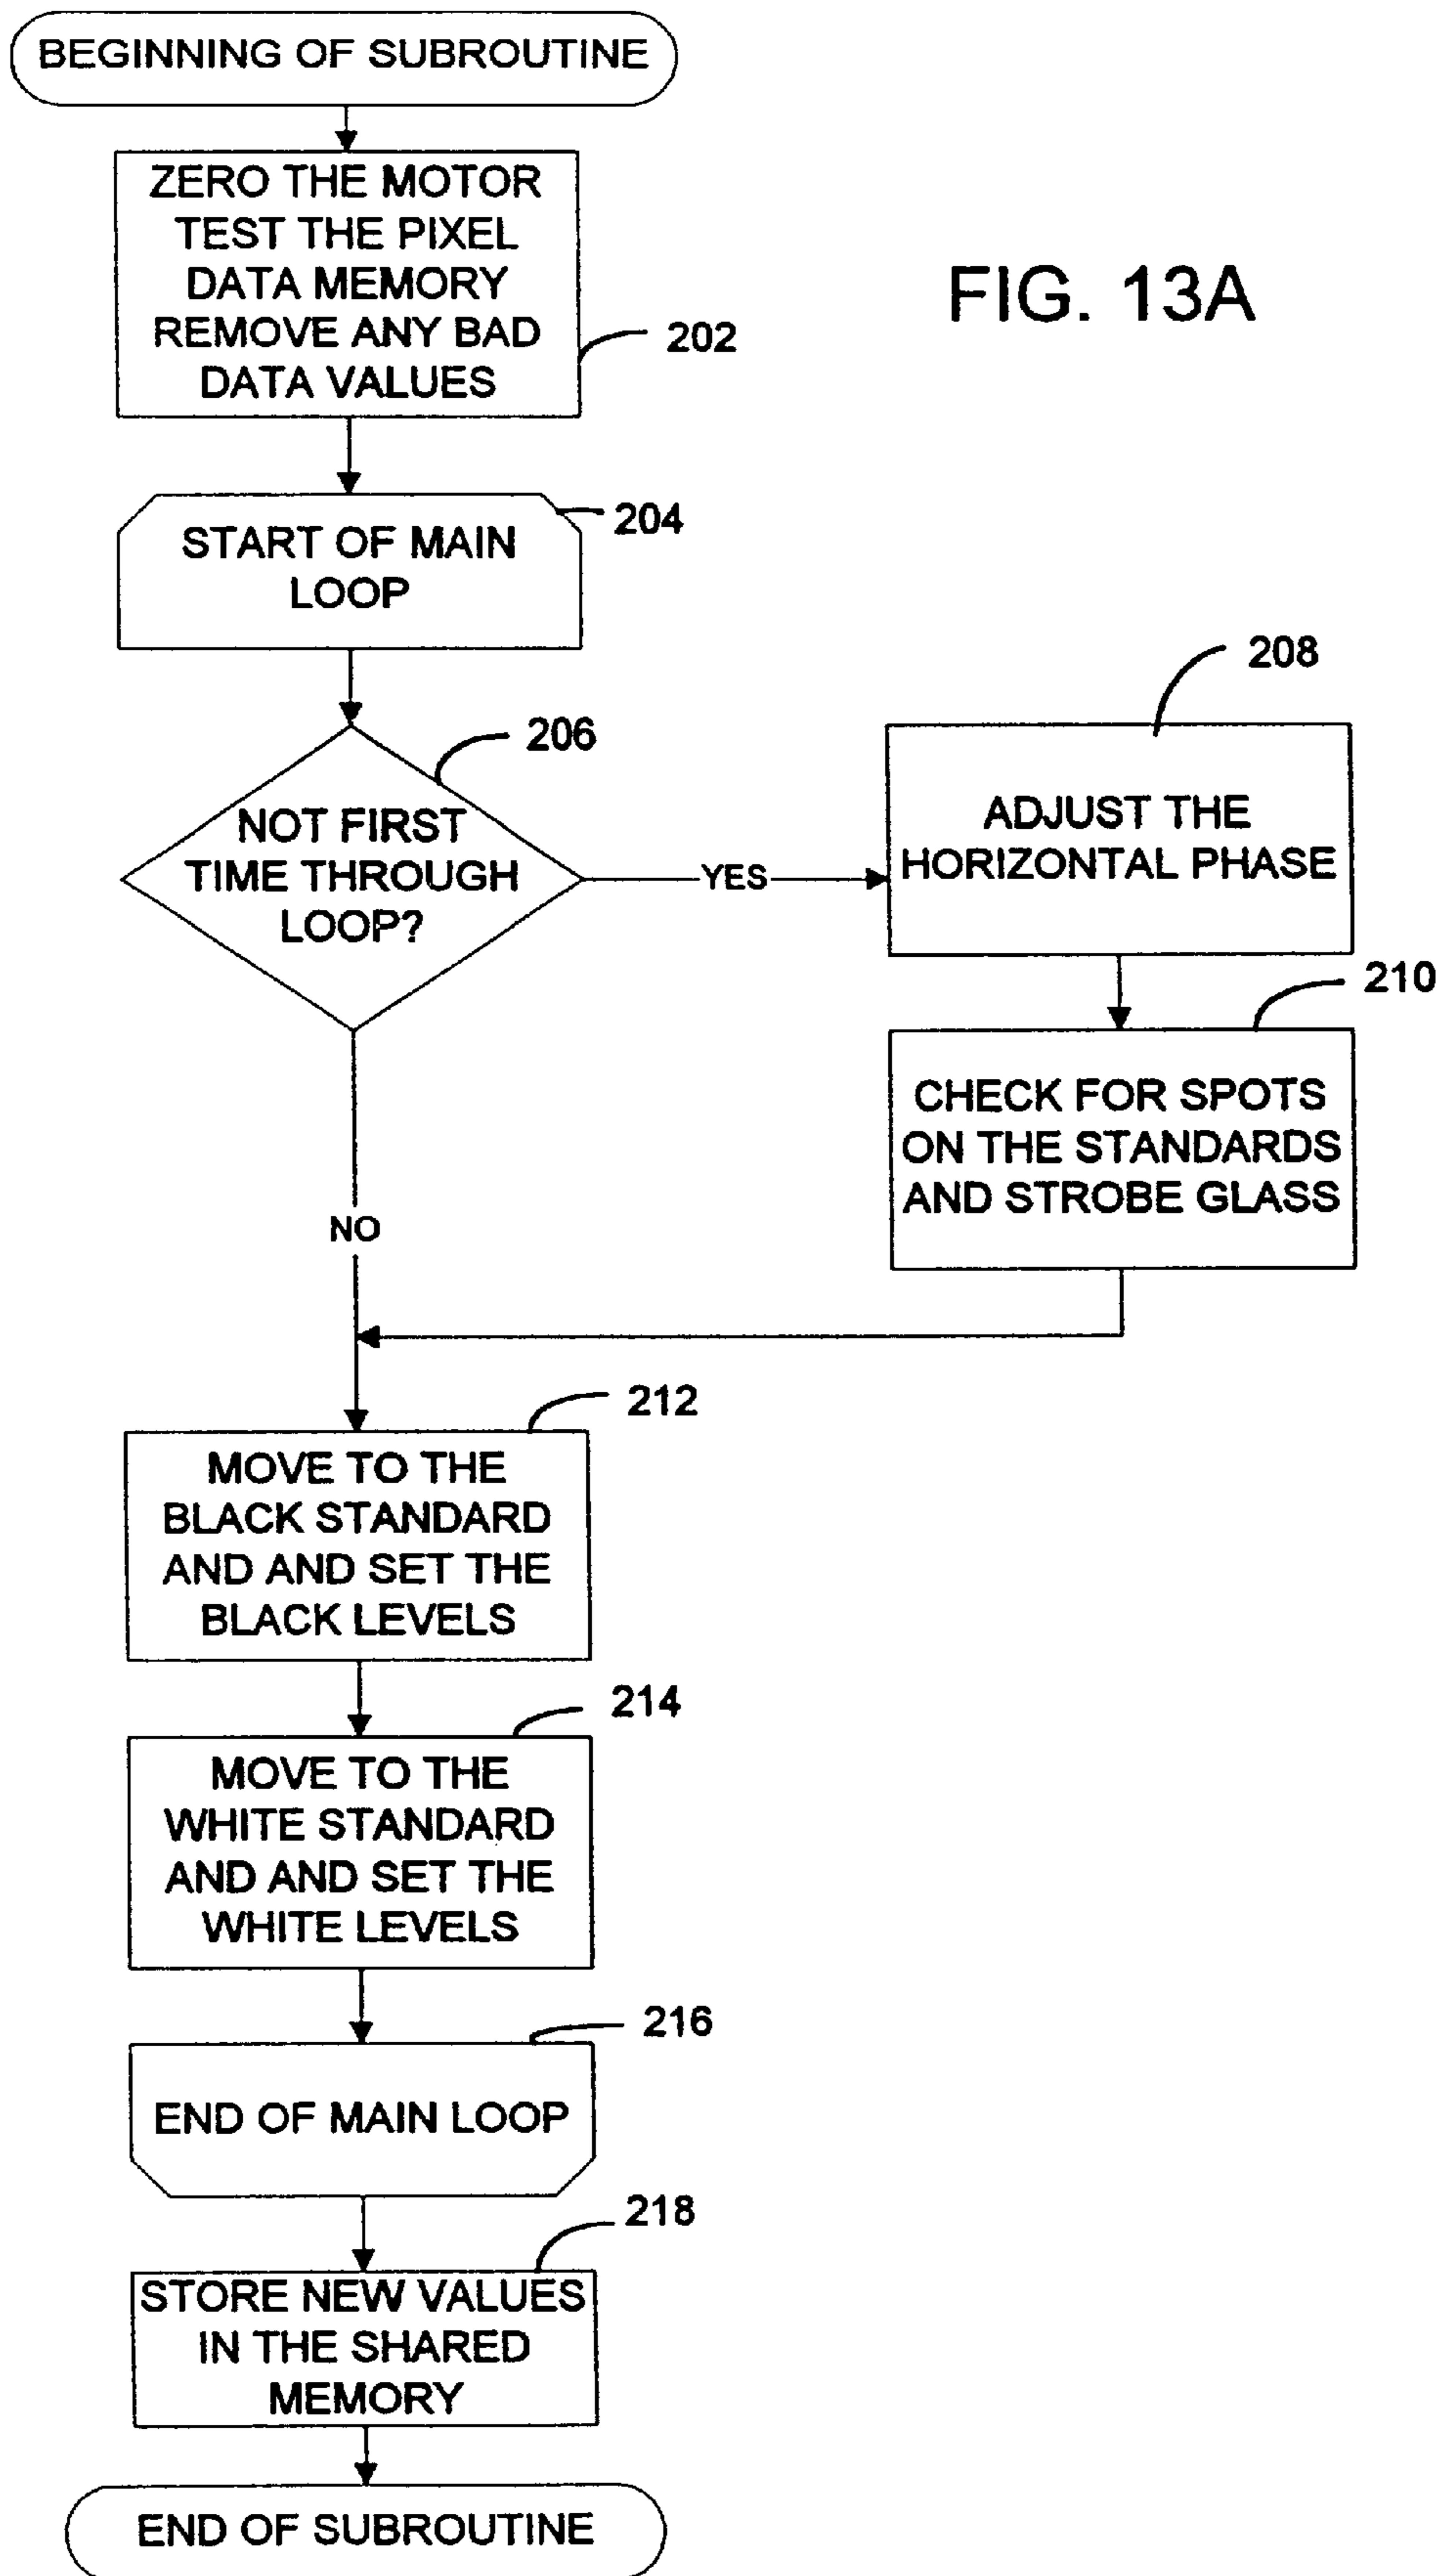 BEGINNING OF SUBROUTINE
ZERO THE MOTOR
TEST THE PIXEL
DATA MEMORY
REMOVE ANY BAD
DATA VALUES
202
FIG. 13A
START OF MAIN
LOOP
204
NOT FIRST
TIME THROUGH
LOOP?
206
YES
208
ADJUST THE
HORIZONTAL PHASE
210
CHECK FOR SPOTS
ON THE STANDARDS
AND STROBE GLASS
NO
212
MOVE TO THE
BLACK STANDARD
AND AND SET THE
BLACK LEVELS
214
MOVE TO THE
WHITE STANDARD
AND AND SET THE
WHITE LEVELS
216
END OF MAIN LOOP
218
STORE NEW VALUES
IN THE SHARED
MEMORY
END OF SUBROUTINE